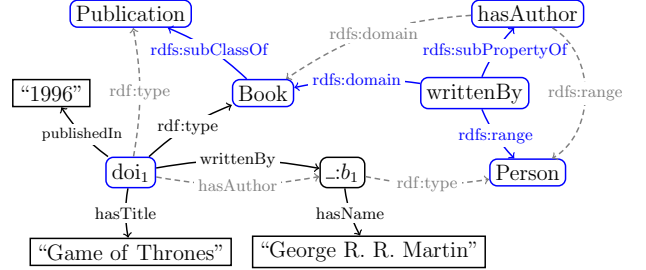 Publication
hasAuthor
rdfs:domain
rdfs:subClassOf
rdfs:subPropertyOf
“1996”
rdf:type
Book
rdfs:domain
writtenBy
rdfs:range
publishedIn
rdf:type
rdfs:range
writtenBy
doi1
_:b1
Person
hasAuthor
rdf:type
hasTitle
hasName
“Game of Thrones”
“George R. R. Martin”